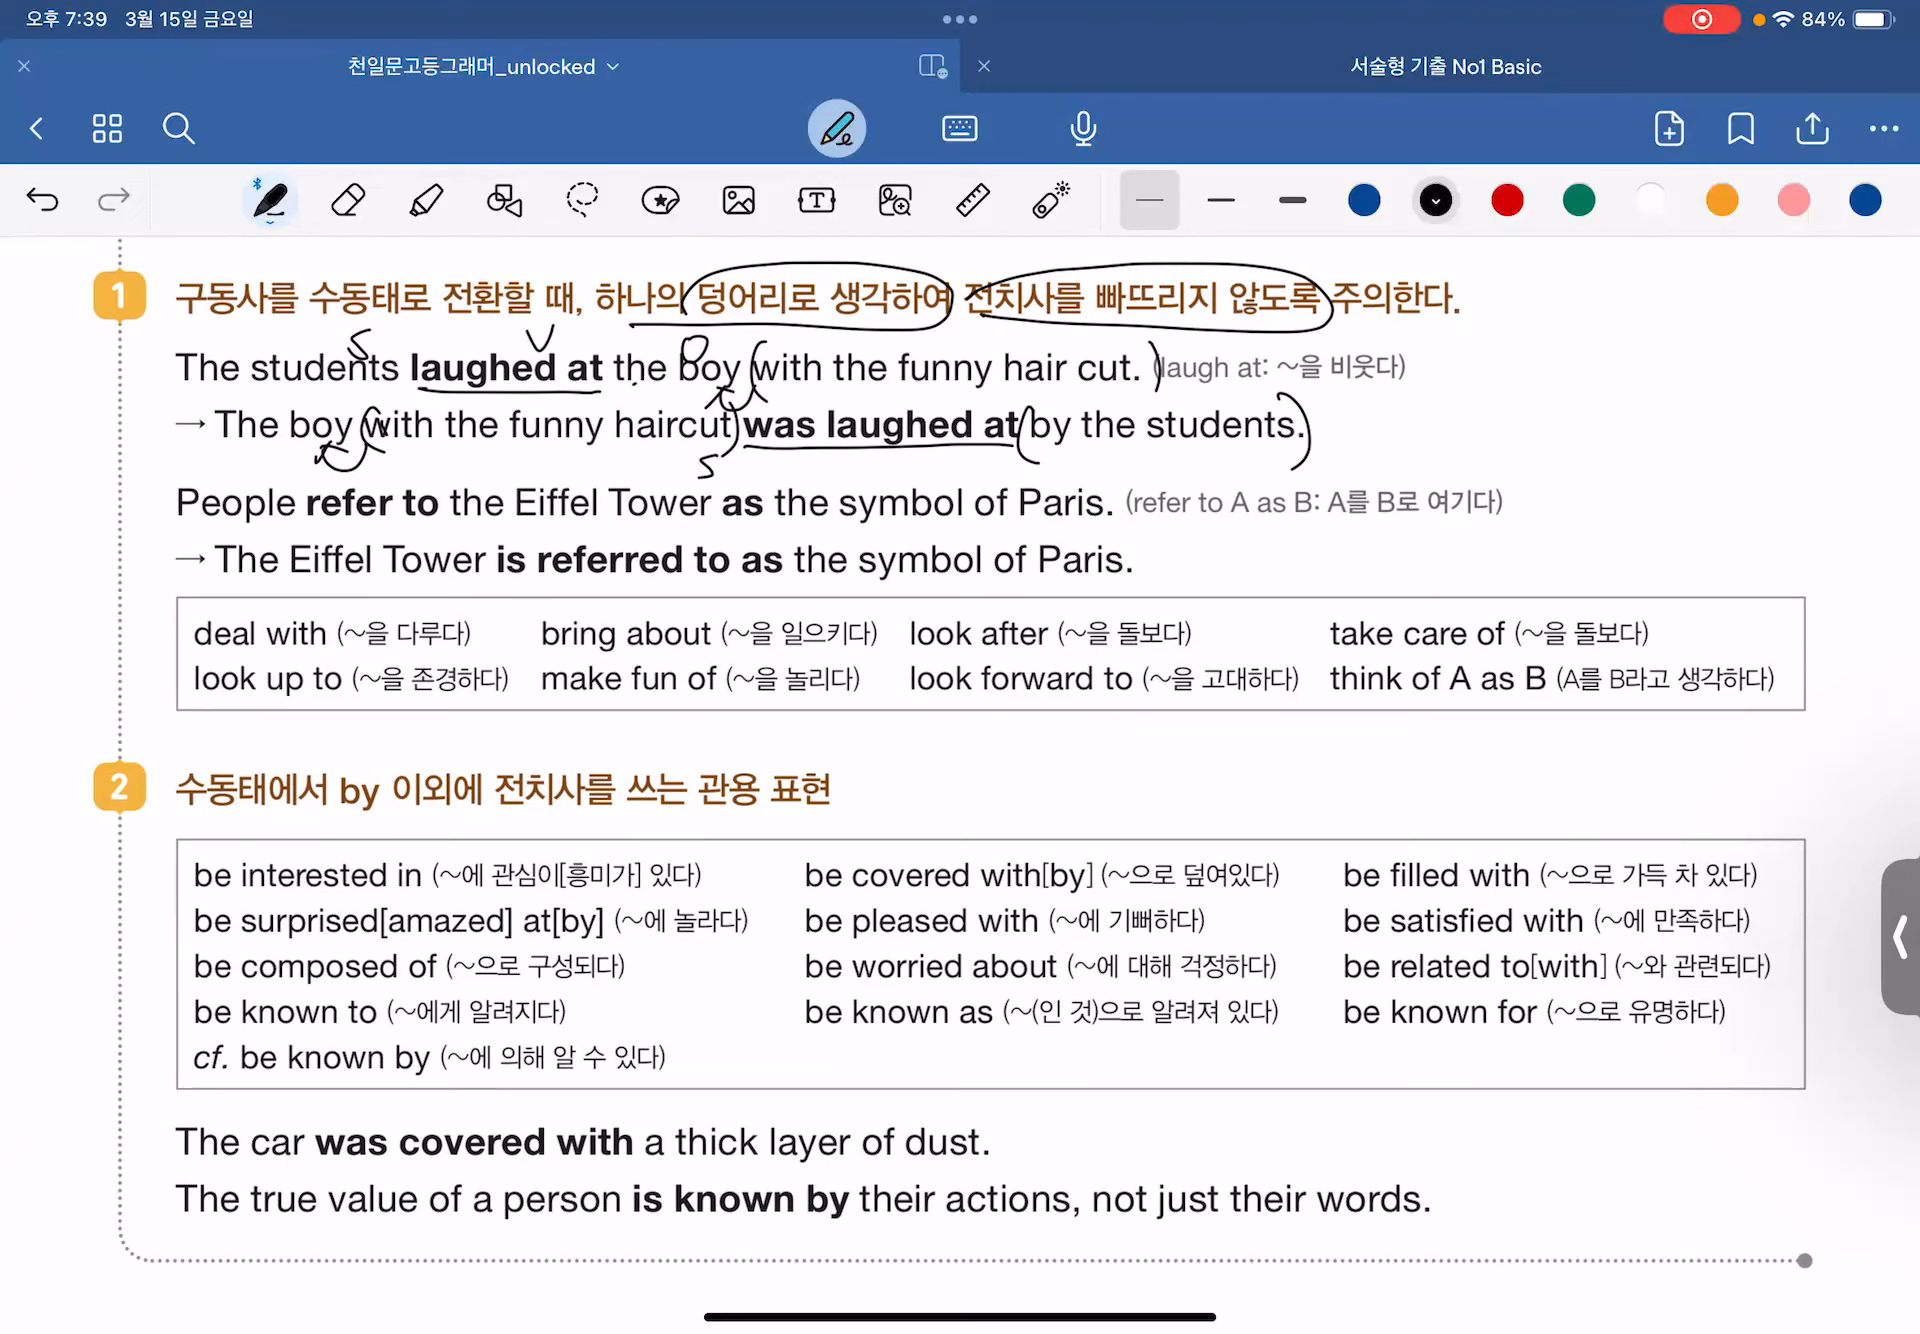 오후 7:39 3월 15일 금요일 84%
천일문고등그래머_unlocked 서술형 기출 No1 Basic
1 구동사를 수동태로 전환할 때, 하나의 덩어리로 생각하여 전치사를 빠뜨리지 않도록 주의한다.
S V O
The students laughed at the boy (with the funny hair cut.) (laugh at: ~을 비웃다)
→ The boy (with the funny haircut) was laughed at (by the students.)
S
People refer to the Eiffel Tower as the symbol of Paris. (refer to A as B: A를 B로 여기다)
→ The Eiffel Tower is referred to as the symbol of Paris.
deal with (~을 다루다) bring about (~을 일으키다) look after (~을 돌보다) take care of (~을 돌보다)
look up to (~을 존경하다) make fun of (~을 놀리다) look forward to (~을 고대하다) think of A as B (A를 B라고 생각하다)
2 수동태에서 by 이외에 전치사를 쓰는 관용 표현
be interested in (~에 관심이[흥미가] 있다) be covered with[by] (~으로 덮여있다) be filled with (~으로 가득 차 있다)
be surprised[amazed] at[by] (~에 놀라다) be pleased with (~에 기뻐하다) be satisfied with (~에 만족하다)
be composed of (~으로 구성되다) be worried about (~에 대해 걱정하다) be related to[with] (~와 관련되다)
be known to (~에게 알려지다) be known as (~(인 것)으로 알려져 있다) be known for (~으로 유명하다)
cf. be known by (~에 의해 알 수 있다)
The car was covered with a thick layer of dust.
The true value of a person is known by their actions, not just their words.